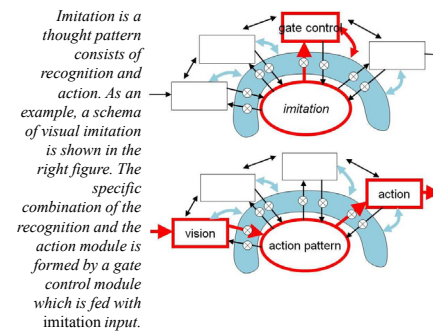 Imitation is a
thought pattern
consists of
recognition and
action. As an
example, a schema
of visual imitation
is shown in the
right figure. The
specific
combination of the
recognition and the
action module is
formed by a gate
control module
which is fed with
imitation input.
gate control
imitation
action
vision
action pattern